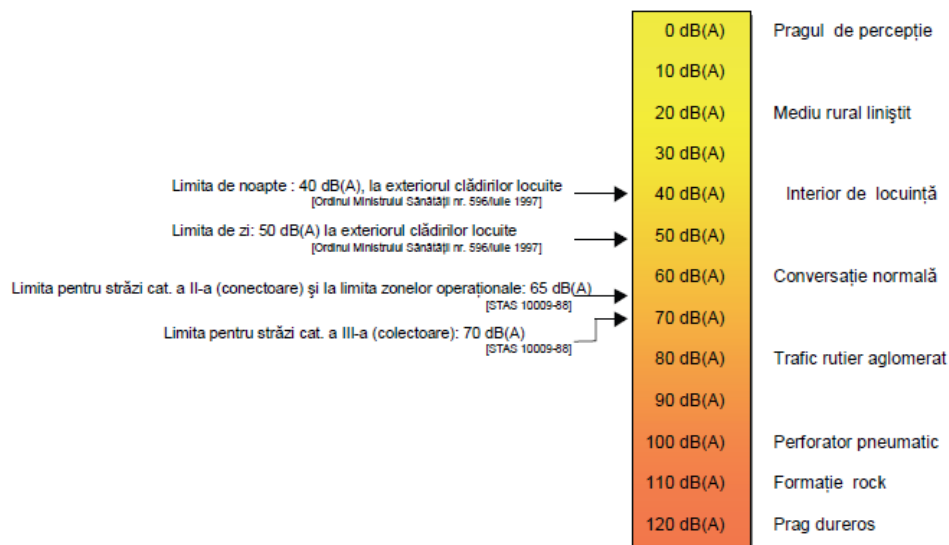 0 dB(A) Pragul de percepție
10 dB(A)
20 dB(A) Mediu rural liniştit
30 dB(A)
Limita de noapte : 40 dB(A), la exteriorul clădirilor locuite
[Ordinul Ministrului Sănătăţii nr. 596/iulie 1997]
40 dB(A) Interior de locuință
Limita de zi: 50 dB(A) la exteriorul clădirilor locuite
[Ordinul Ministrului Sănătăţii nr. 596/iulie 1997]
50 dB(A)
60 dB(A) Conversație normală
Limita pentru străzi cat. a II-a (conectoare) şi la limita zonelor operaţionale: 65 dB(A)
[STAS 10009-88]
70 dB(A)
Limita pentru străzi cat. a III-a (colectoare): 70 dB(A)
[STAS 10009-88]
80 dB(A) Trafic rutier aglomerat
90 dB(A)
100 dB(A) Perforator pneumatic
110 dB(A) Formație rock
120 dB(A) Prag dureros